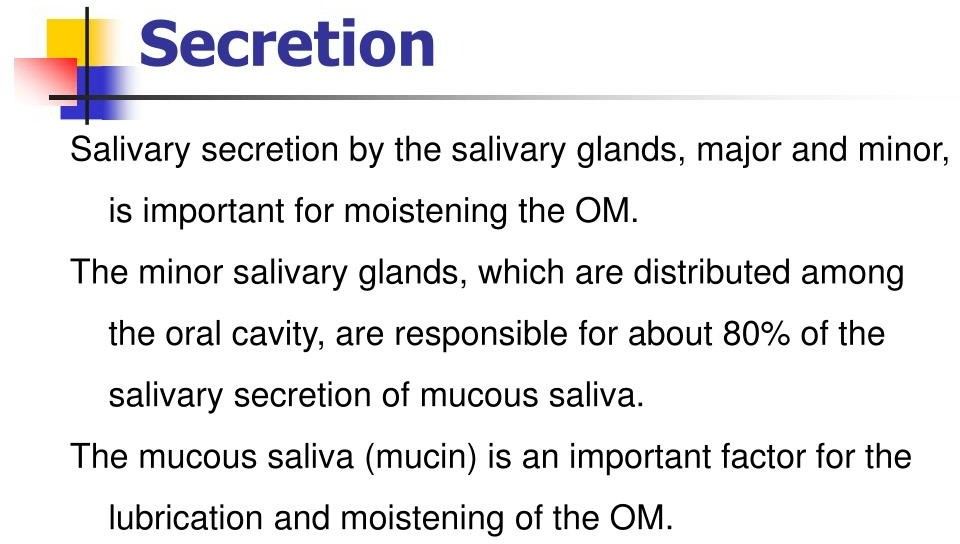 Secretion
Salivary secretion by the salivary glands, major and minor,
is important for moistening the OM.
The minor salivary glands, which are distributed among
the oral cavity, are responsible for about 80% of the
salivary secretion of mucous saliva.
The mucous saliva (mucin) is an important factor for the
lubrication and moistening of the OM.